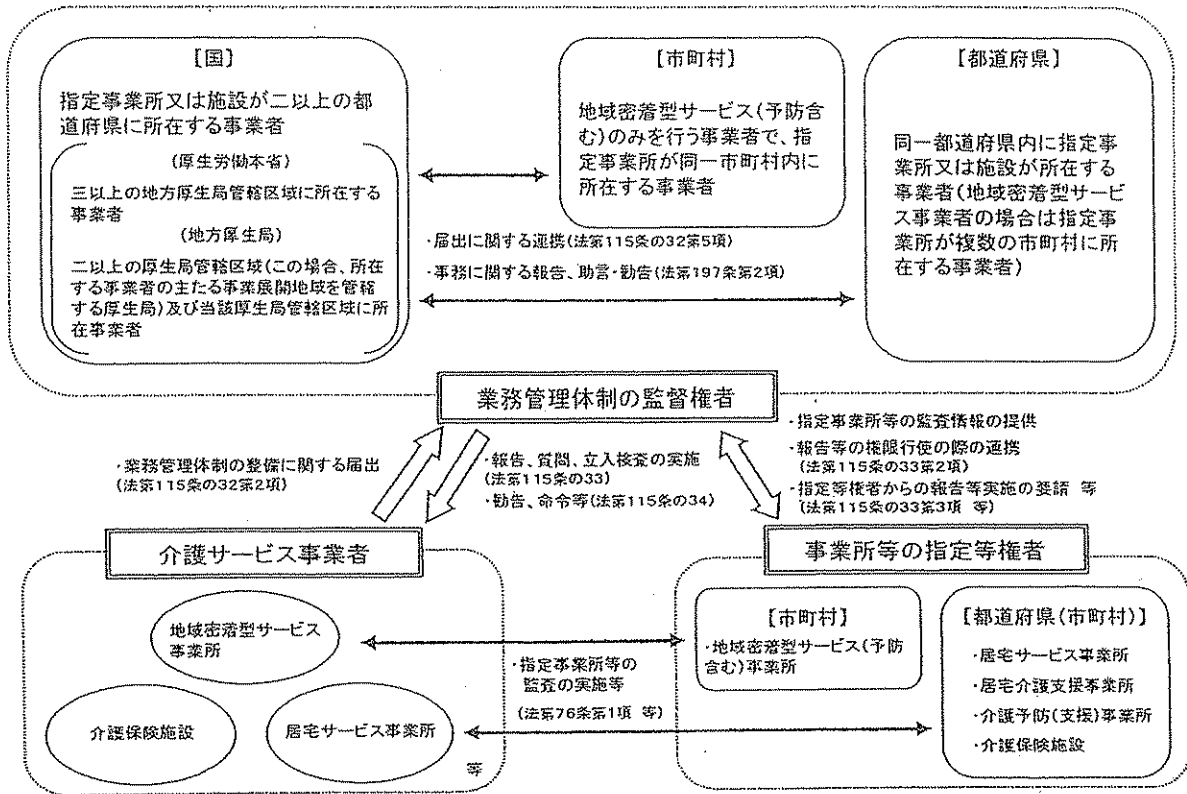 【国】
指定事業所又は施設が二以上の都
道府県に所在する事業者
(厚生労働本省)
三以上の地方厚生局管轄区域に所在する
事業者
(地方厚生局)
二以上の厚生局管轄区域(この場合、所在
する事業者の主たる事業展開地域を管轄
する厚生局)及び当該厚生局管轄区域に所
在事業者
【市町村】
地域密着型サービス(予防含
む)のみを行う事業者で、指
定事業所が同一市町村内に
所在する事業者
【都道府県】
同一都道府県内に指定事
業所又は施設が所在する
事業者(地域密着型サービ
ス事業者の場合は指定事
業所が複数の市町村に所
在する事業者)
・届出に関する連携(法第115条の32第5項)
・事務に関する報告、助言・勧告(法第197条第2項)
業務管理体制の監督権者
・業務管理体制の整備に関する届出
(法第115条の32第2項)
・報告、質問、立入検査の実施
(法第115条の33)
・勧告、命令等(法第115条の34)
・指定事業所等の監査情報の提供
・報告等の権限行使の際の連携
(法第115条の33第2項)
・指定等権者からの報告等実施の要請 等
(法第115条の33第3項 等)
介護サービス事業者
地域密着型サービス
事業所
介護保険施設
居宅サービス事業所
等
・指定事業所等の
監査の実施等
(法第76条第1項 等)
事業所等の指定等権者
【市町村】
・地域密着型サービス(予防
含む)事業所
【都道府県(市町村)】
・居宅サービス事業所
・居宅介護支援事業所
・介護予防(支援)事業所
・介護保険施設